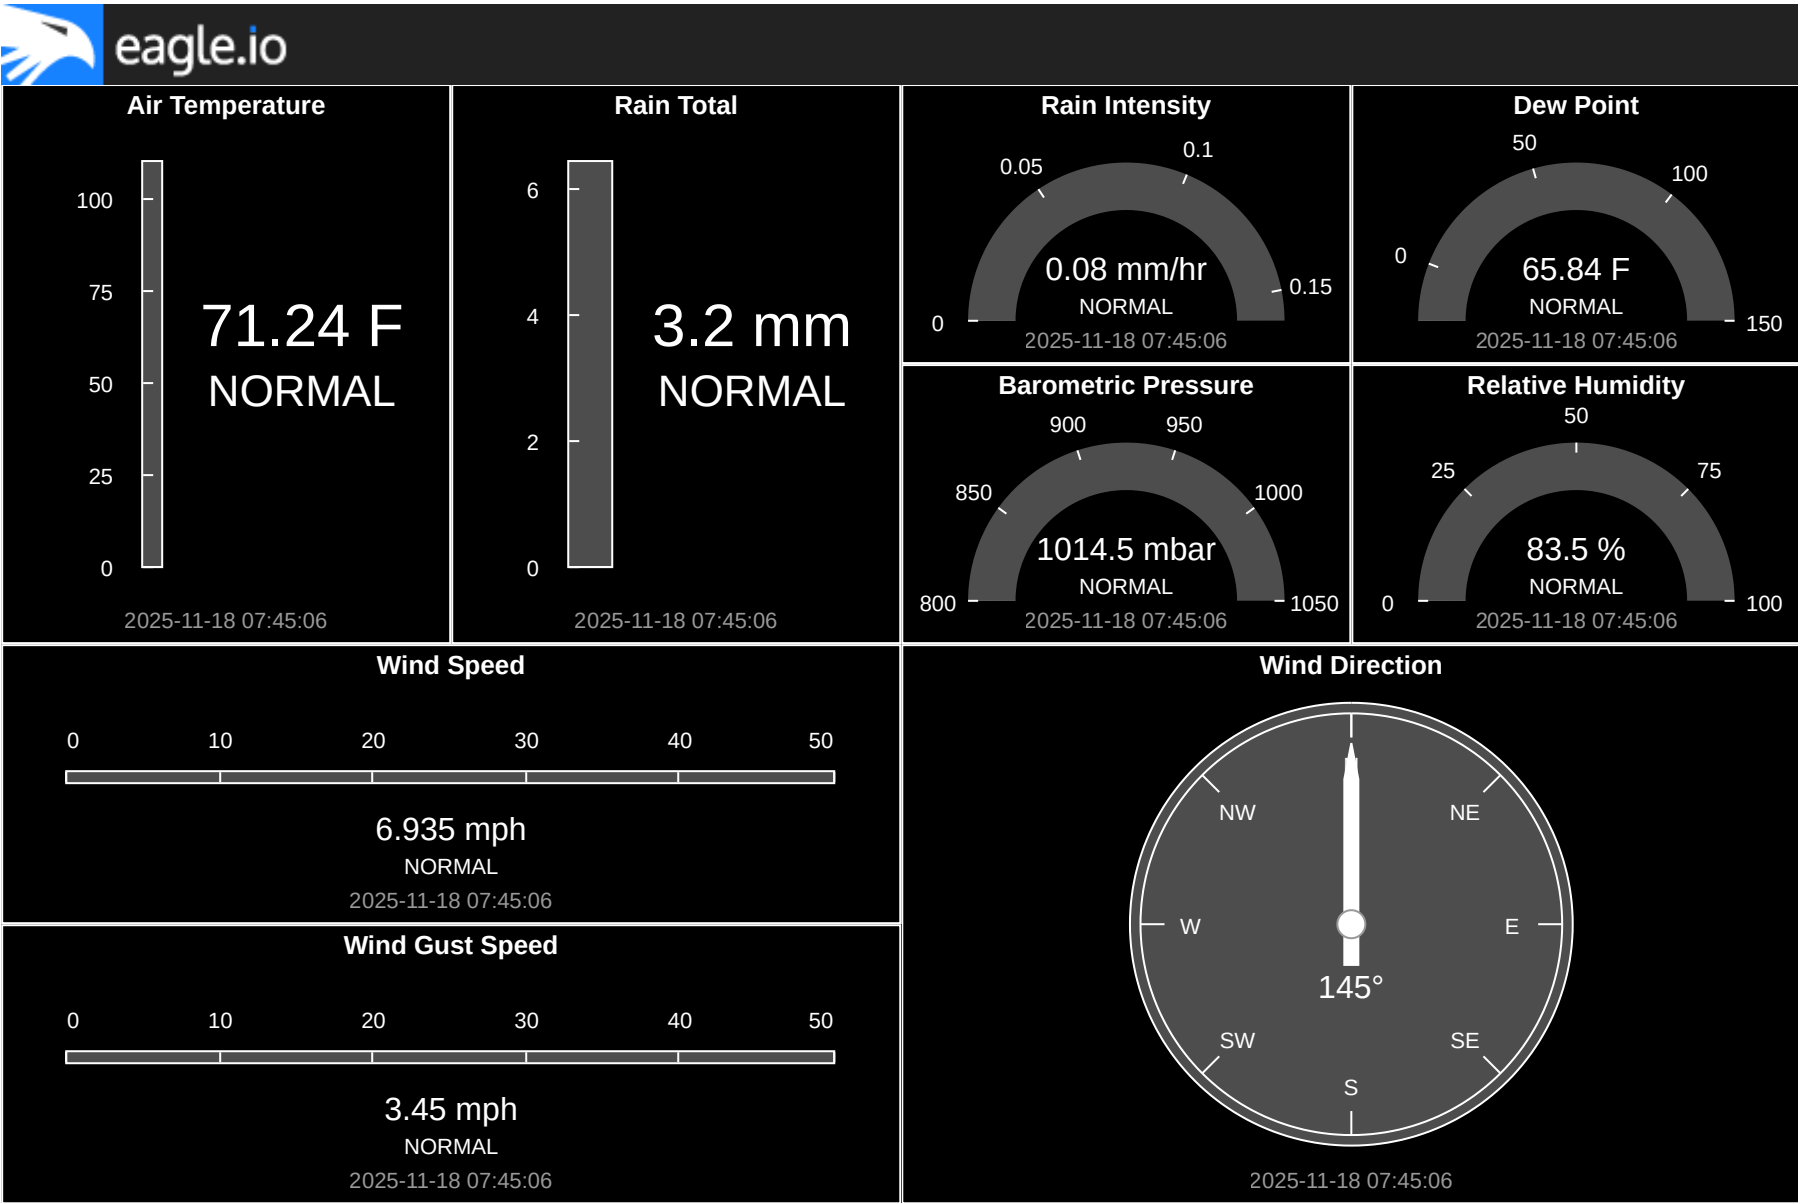 eagle.io
Air Temperature
100
75
50
25
0
71.24 F
NORMAL
2025-11-18 07:45:06
Rain Total
6
4
2
0
3.2 mm
NORMAL
2025-11-18 07:45:06
Rain Intensity
0
0.05
0.1
0.15
0.08 mm/hr
NORMAL
2025-11-18 07:45:06
Dew Point
0
50
100
150
65.84 F
NORMAL
2025-11-18 07:45:06
Barometric Pressure
800
850
900
950
1000
1050
1014.5 mbar
NORMAL
2025-11-18 07:45:06
Relative Humidity
0
25
50
75
100
83.5 %
NORMAL
2025-11-18 07:45:06
Wind Speed
0 10 20 30 40 50
6.935 mph
NORMAL
2025-11-18 07:45:06
Wind Gust Speed
0 10 20 30 40 50
3.45 mph
NORMAL
2025-11-18 07:45:06
Wind Direction
NW NE
W E
145°
SW SE
S
2025-11-18 07:45:06